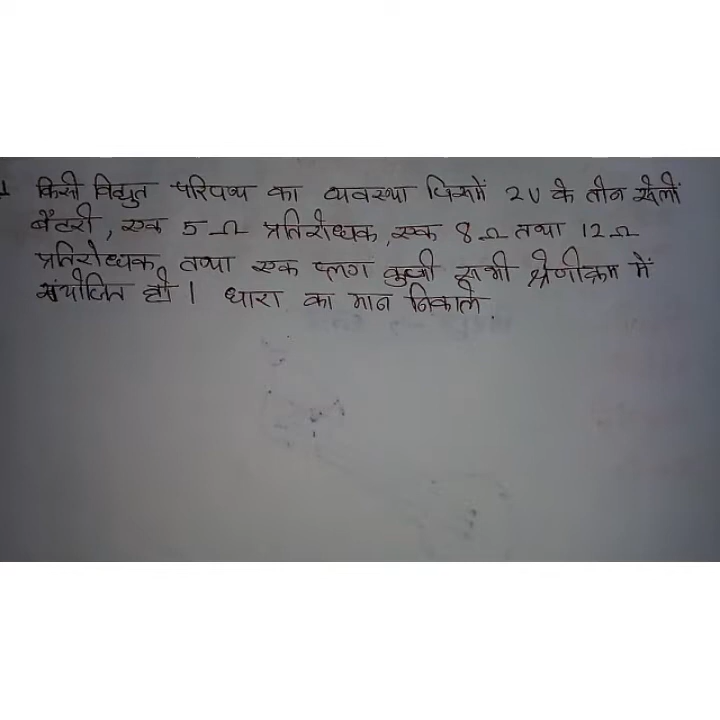 किसी विद्युत परिपथ का व्यवस्था जिसमें 2V के तीन सेलों
बैटरी, एक 5Ω प्रतिरोधक, एक 8Ω तथा 12Ω
प्रतिरोधक तथा एक प्लग कुंजी सभी श्रेणीक्रम में
संयोजित हो। धारा का मान निकाले.